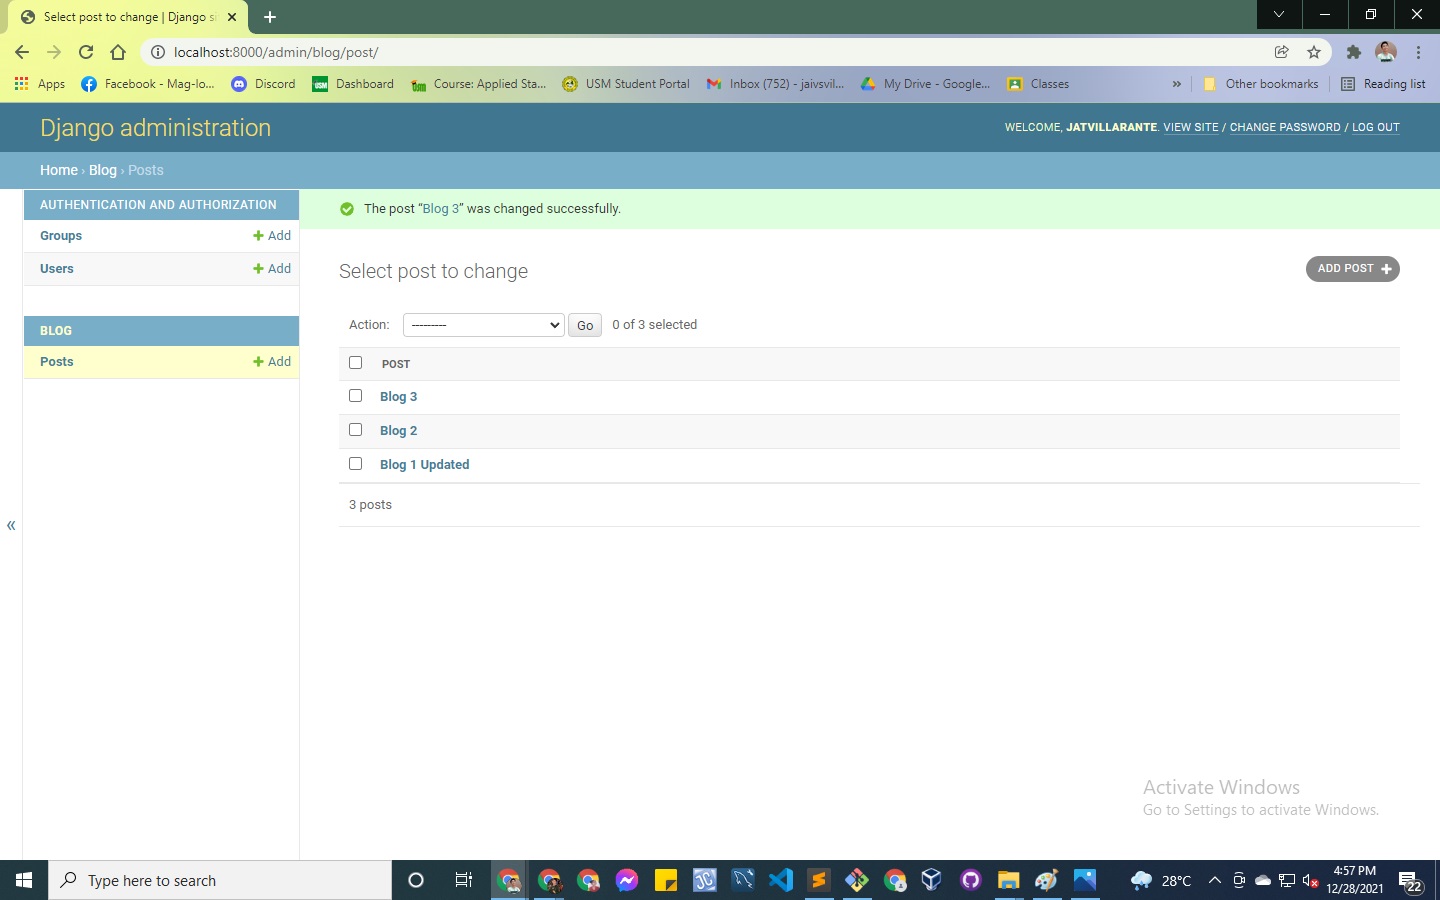 Select post to change | Django si
localhost:8000/admin/blog/post/
Apps
Facebook - Mag-lo...
Discord
Dashboard
Course: Applied Sta...
USM Student Portal
Inbox (752) - jaivsvil...
My Drive - Google...
Classes
»
Other bookmarks
Reading list
Django administration
WELCOME, JATVILLARANTE. VIEW SITE / CHANGE PASSWORD / LOG OUT
Home › Blog › Posts
AUTHENTICATION AND AUTHORIZATION
Groups
+ Add
Users
+ Add
BLOG
Posts
+ Add
«
The post “Blog 3” was changed successfully.
Select post to change
ADD POST +
Action:
---------
Go
0 of 3 selected
POST
Blog 3
Blog 2
Blog 1 Updated
3 posts
Activate Windows
Go to Settings to activate Windows.
Type here to search
28°C
4:57 PM
12/28/2021
22